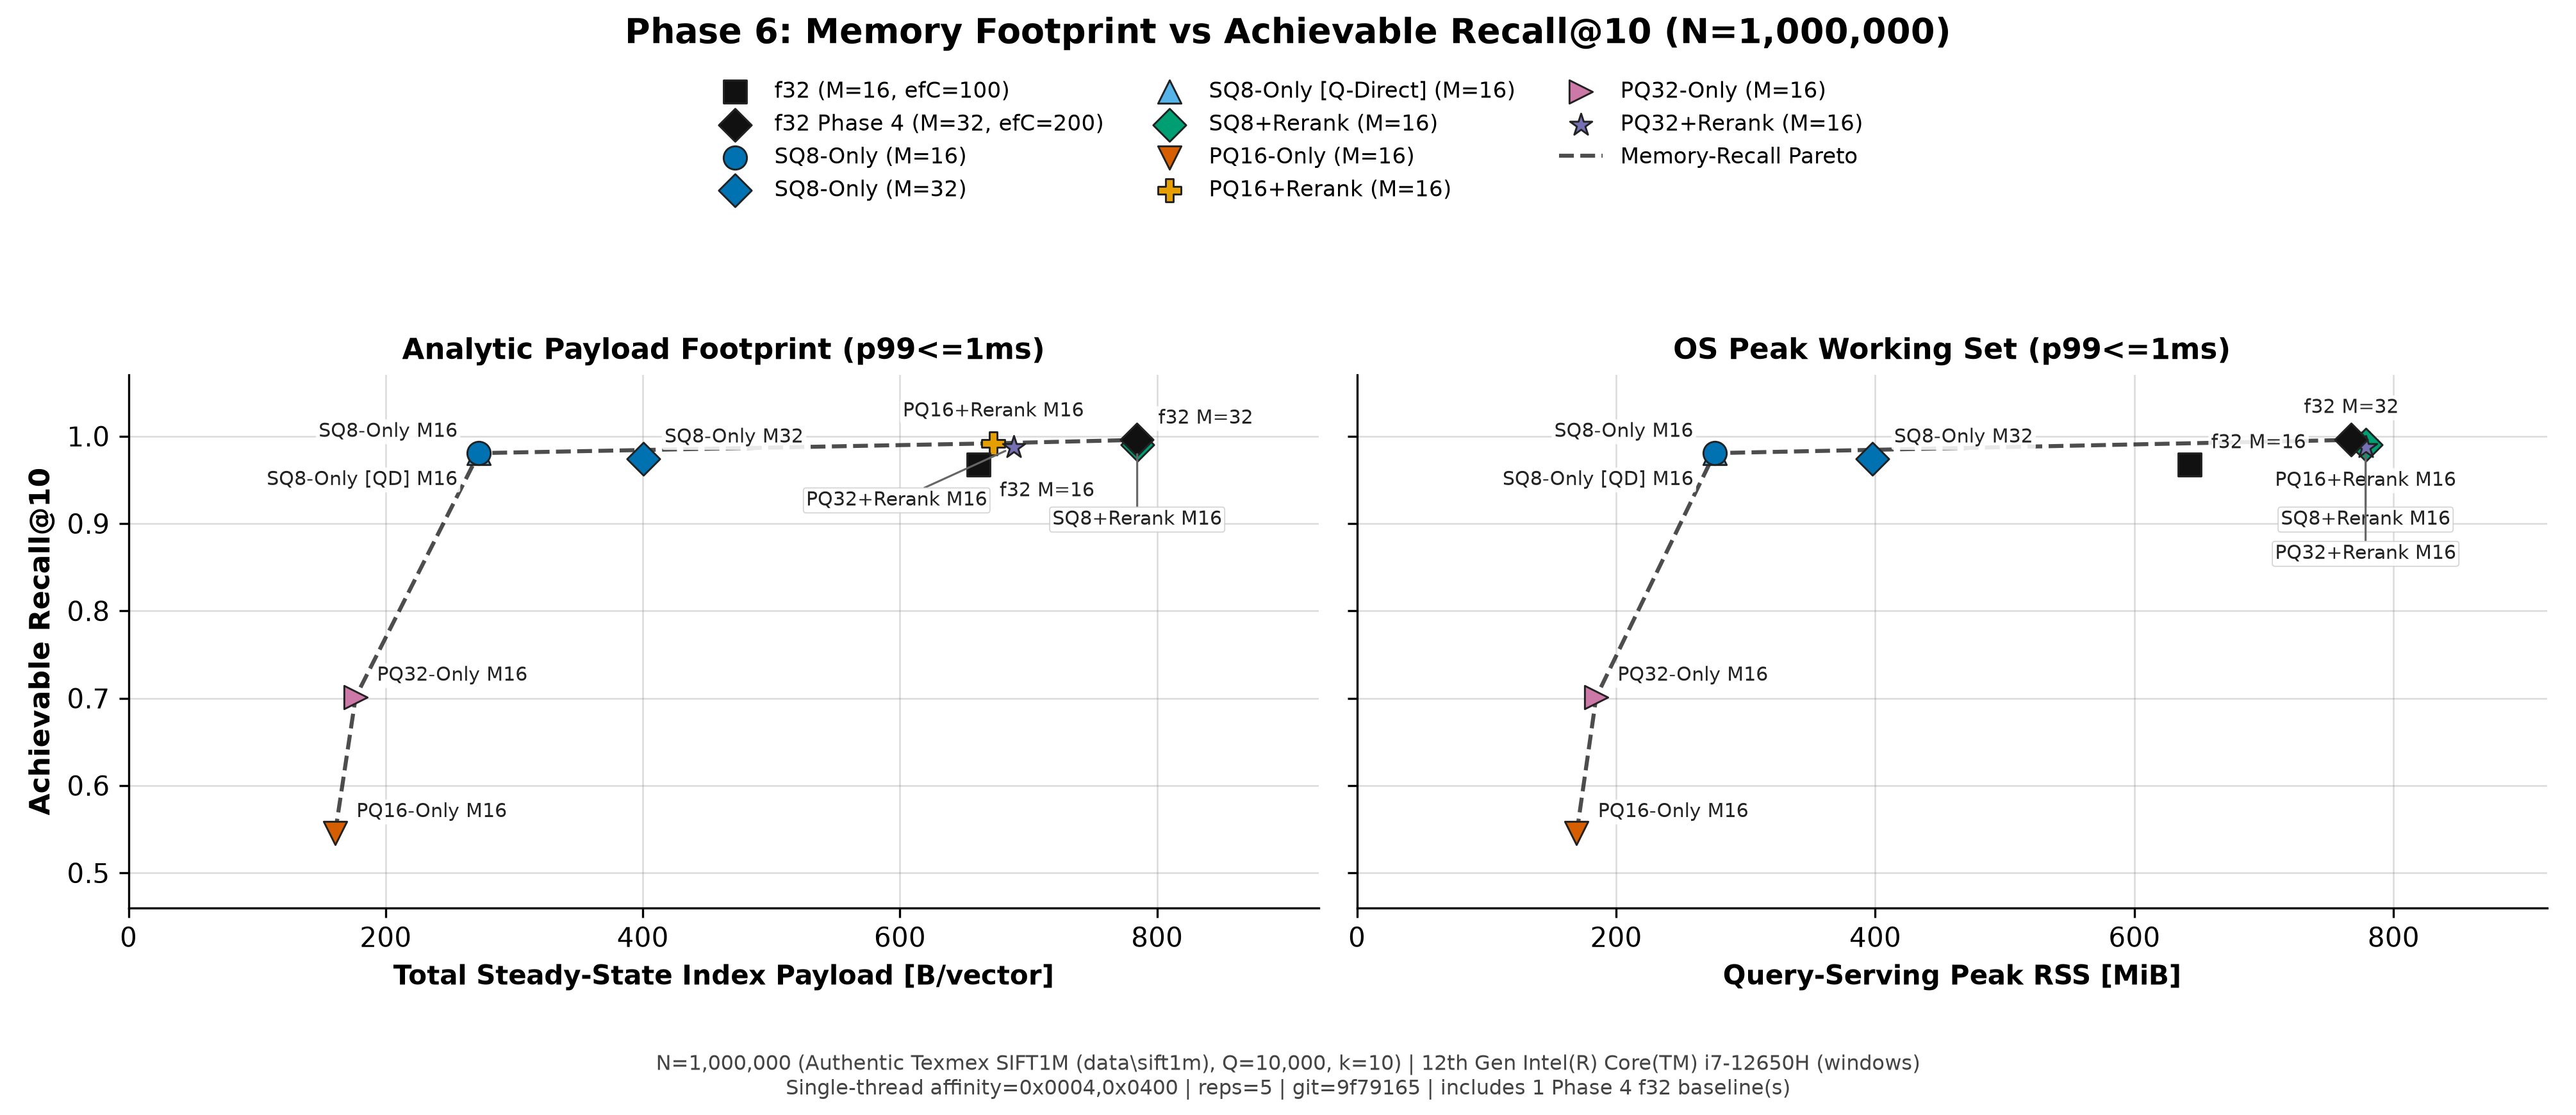 Phase 6: Memory Footprint vs Achievable Recall@10 (N=1,000,000)
f32 (M=16, efC=100)
f32 Phase 4 (M=32, efC=200)
SQ8-Only (M=16)
SQ8-Only (M=32)
SQ8-Only [Q-Direct] (M=16)
SQ8+Rerank (M=16)
PQ16-Only (M=16)
PQ16+Rerank (M=16)
PQ32-Only (M=16)
PQ32+Rerank (M=16)
Memory-Recall Pareto
Analytic Payload Footprint (p99<=1ms)
Achievable Recall@10
1.0
0.9
0.8
0.7
0.6
0.5
PQ16+Rerank M16
f32 M=32
SQ8-Only M16
SQ8-Only M32
SQ8-Only [QD] M16
PQ32+Rerank M16
f32 M=16
SQ8+Rerank M16
PQ32-Only M16
PQ16-Only M16
0
200
400
600
800
Total Steady-State Index Payload [B/vector]
OS Peak Working Set (p99<=1ms)
f32 M=32
SQ8-Only M16
SQ8-Only M32
f32 M=16
SQ8-Only [QD] M16
PQ16+Rerank M16
SQ8+Rerank M16
PQ32+Rerank M16
PQ32-Only M16
PQ16-Only M16
0
200
400
600
800
Query-Serving Peak RSS [MiB]
N=1,000,000 (Authentic Texmex SIFT1M (data\sift1m), Q=10,000, k=10) | 12th Gen Intel(R) Core(TM) i7-12650H (windows)
Single-thread affinity=0x0004,0x0400 | reps=5 | git=9f79165 | includes 1 Phase 4 f32 baseline(s)